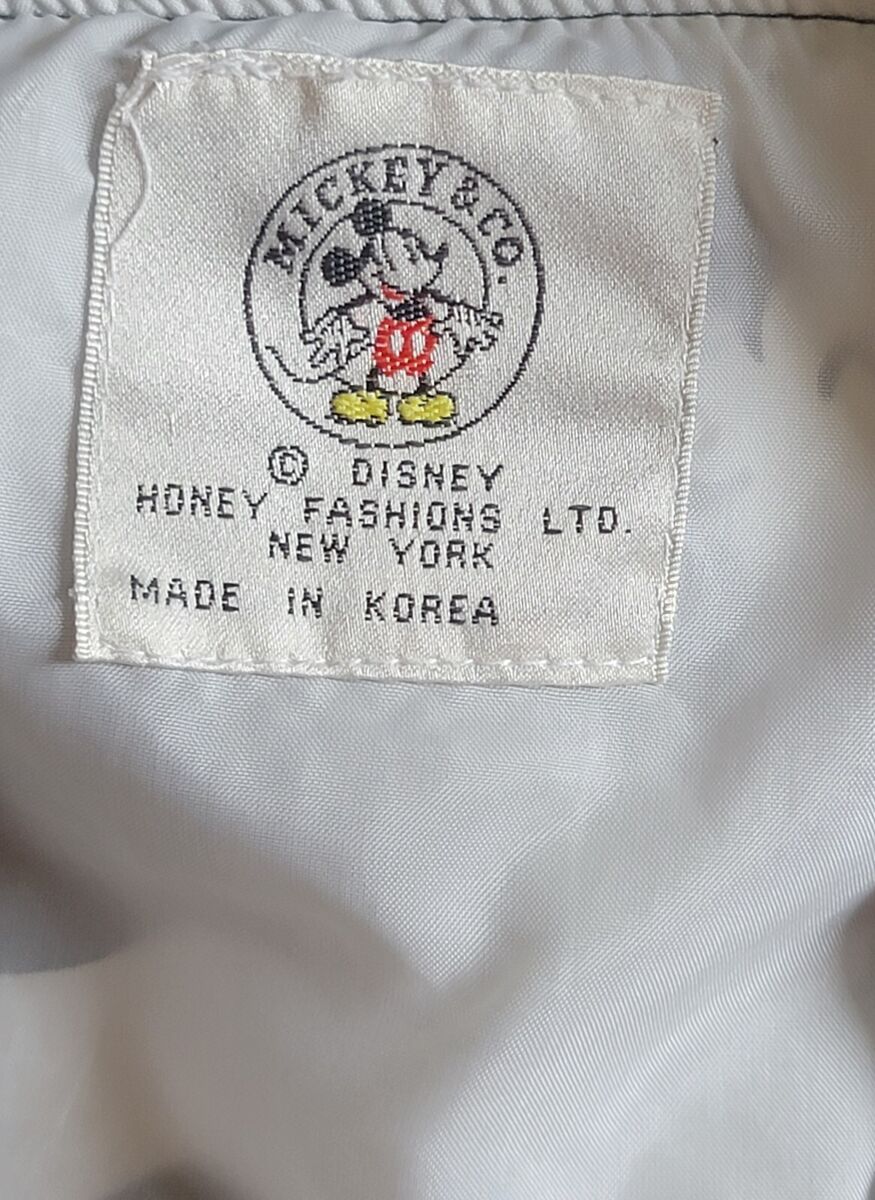 MICKEY & CO.
© DISNEY
HONEY FASHIONS LTD.
NEW YORK
MADE IN KOREA